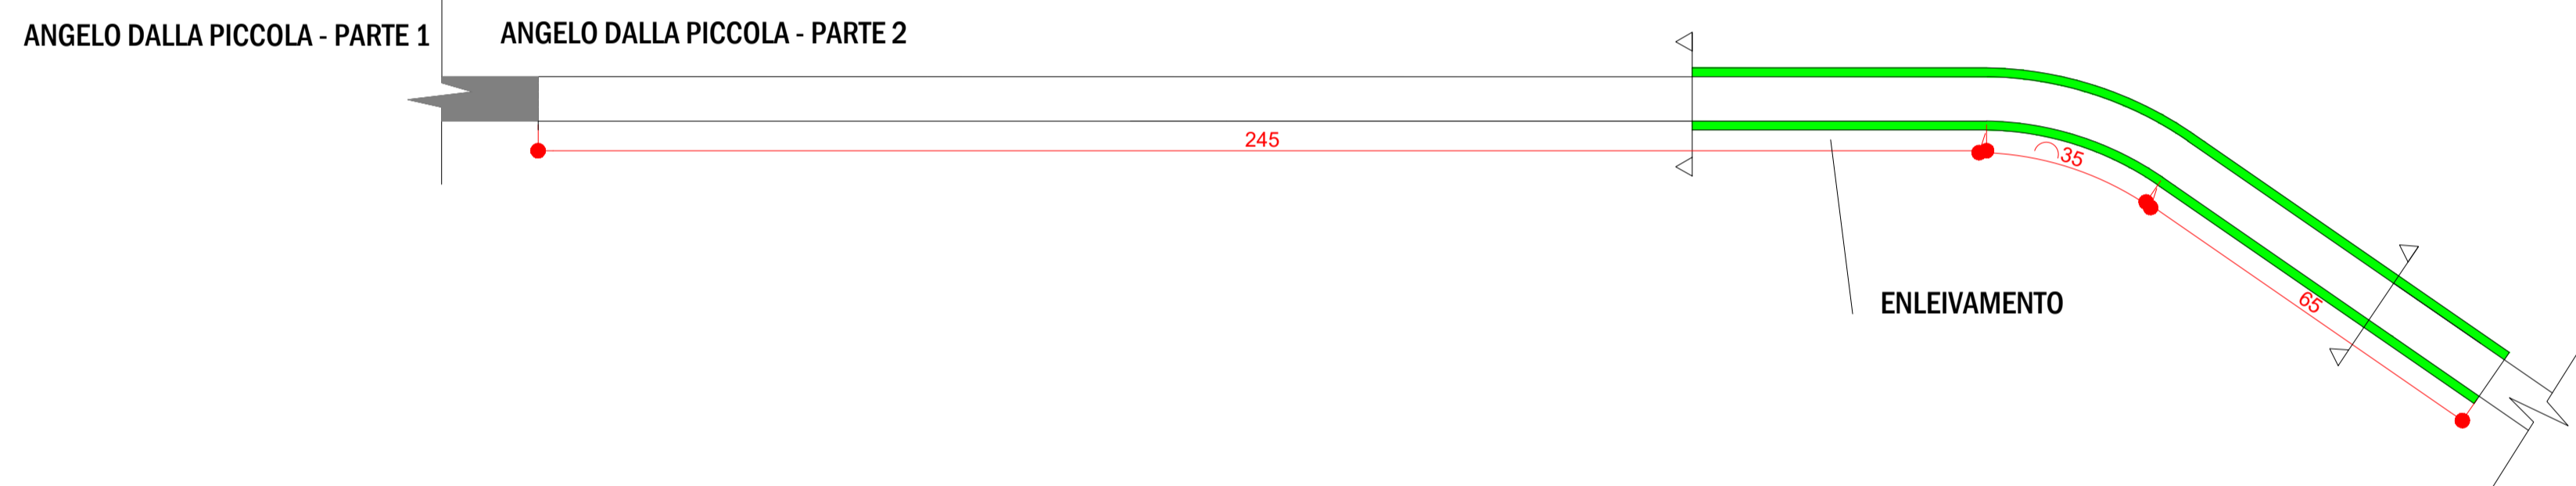 ANGELO DALLA PICCOLA - PARTE 1
ANGELO DALLA PICCOLA - PARTE 2
245
35
65
ENLEIVAMENTO